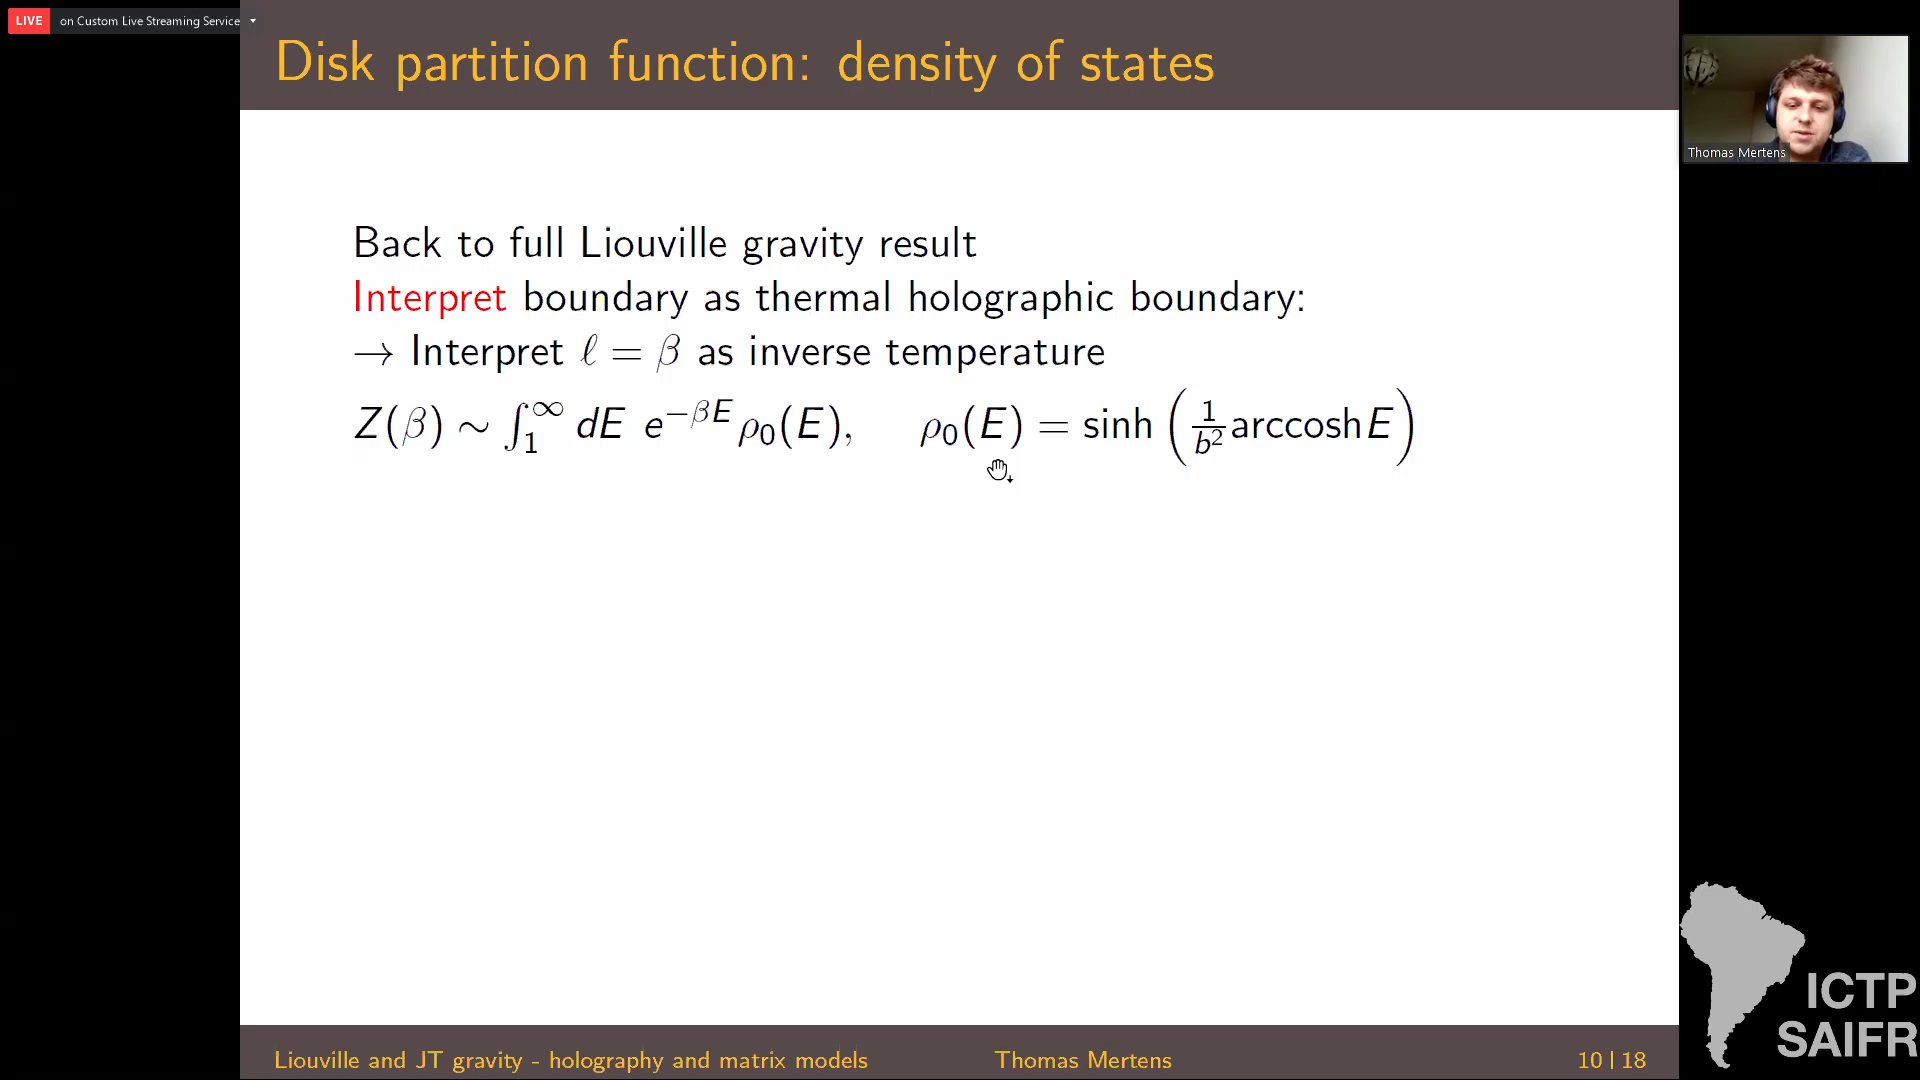 LIVE on Custom Live Streaming Service
Disk partition function: density of states
Thomas Mertens
Back to full Liouville gravity result
Interpret boundary as thermal holographic boundary:
→ Interpret ℓ = β as inverse temperature
Z(β) ∼ ∫₁^∞ dE e^{−βE} ρ₀(E),   ρ₀(E) = sinh (1/b² arccosh E)
ICTP
SAIFR
Liouville and JT gravity - holography and matrix models   Thomas Mertens   10 | 18